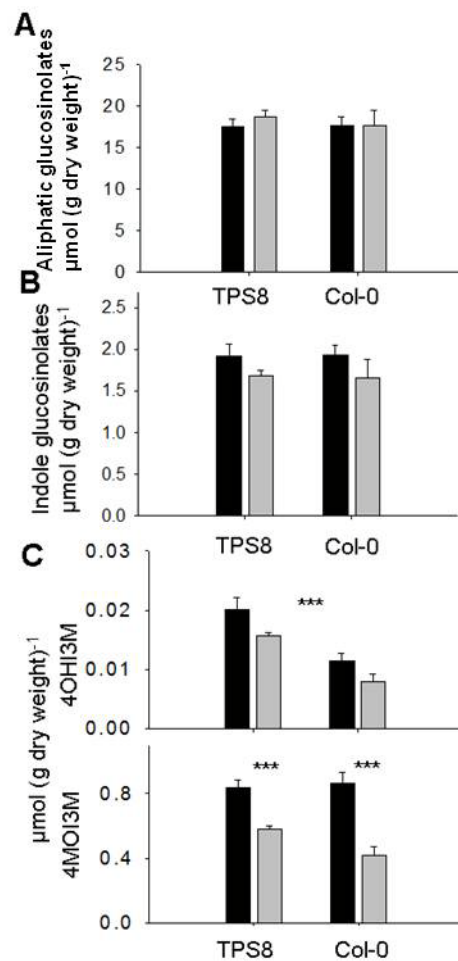 A
Aliphatic glucosinolates
µmol (g dry weight)-1
25
20
15
10
5
0
TPS8 Col-0
B
Indole glucosinolates
µmol (g dry weight)-1
2.5
2.0
1.5
1.0
0.5
0.0
TPS8 Col-0
C
µmol (g dry weight)-1
4OHI3M
0.03
0.02
0.01
0.00
***
4MOI3M
0.8
0.4
0.0
*** ***
TPS8 Col-0